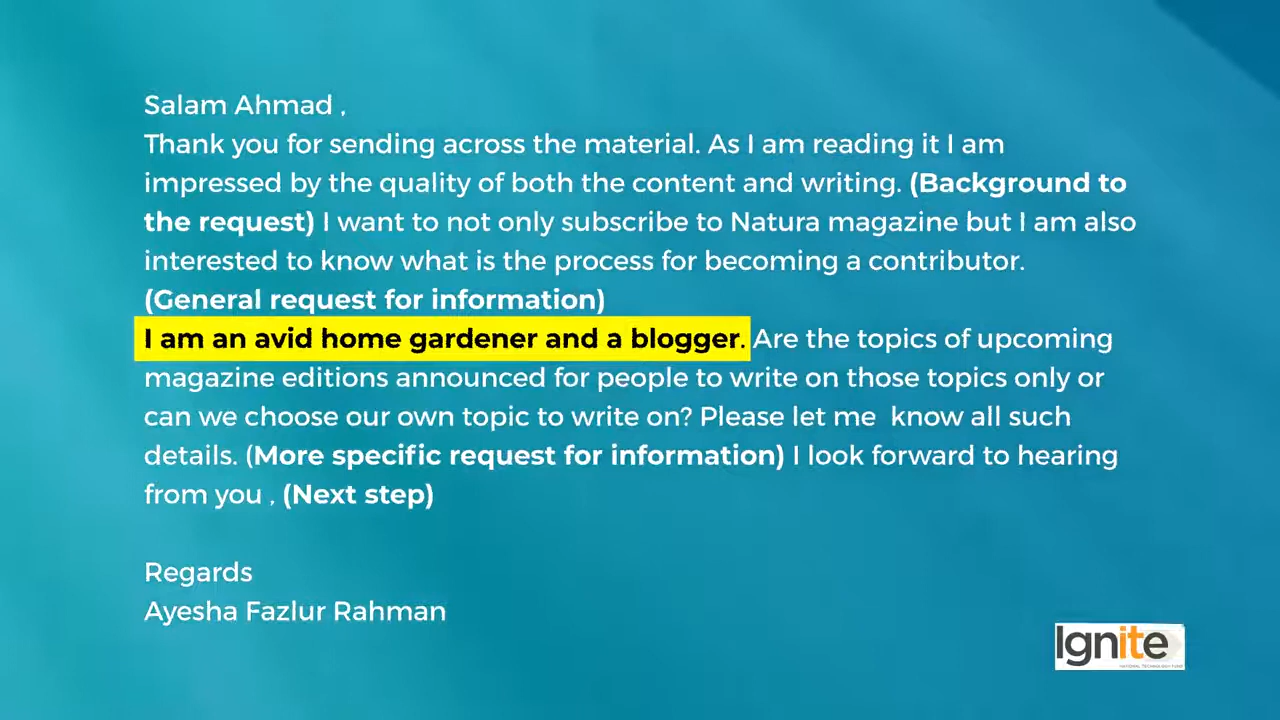 Salam Ahmad ,
Thank you for sending across the material. As I am reading it I am
impressed by the quality of both the content and writing. (Background to
the request) I want to not only subscribe to Natura magazine but I am also
interested to know what is the process for becoming a contributor.
(General request for information)
I am an avid home gardener and a blogger. Are the topics of upcoming
magazine editions announced for people to write on those topics only or
can we choose our own topic to write on? Please let me  know all such
details. (More specific request for information) I look forward to hearing
from you , (Next step)
Regards
Ayesha Fazlur Rahman
Ignite
NATIONAL TECHNOLOGY FUND